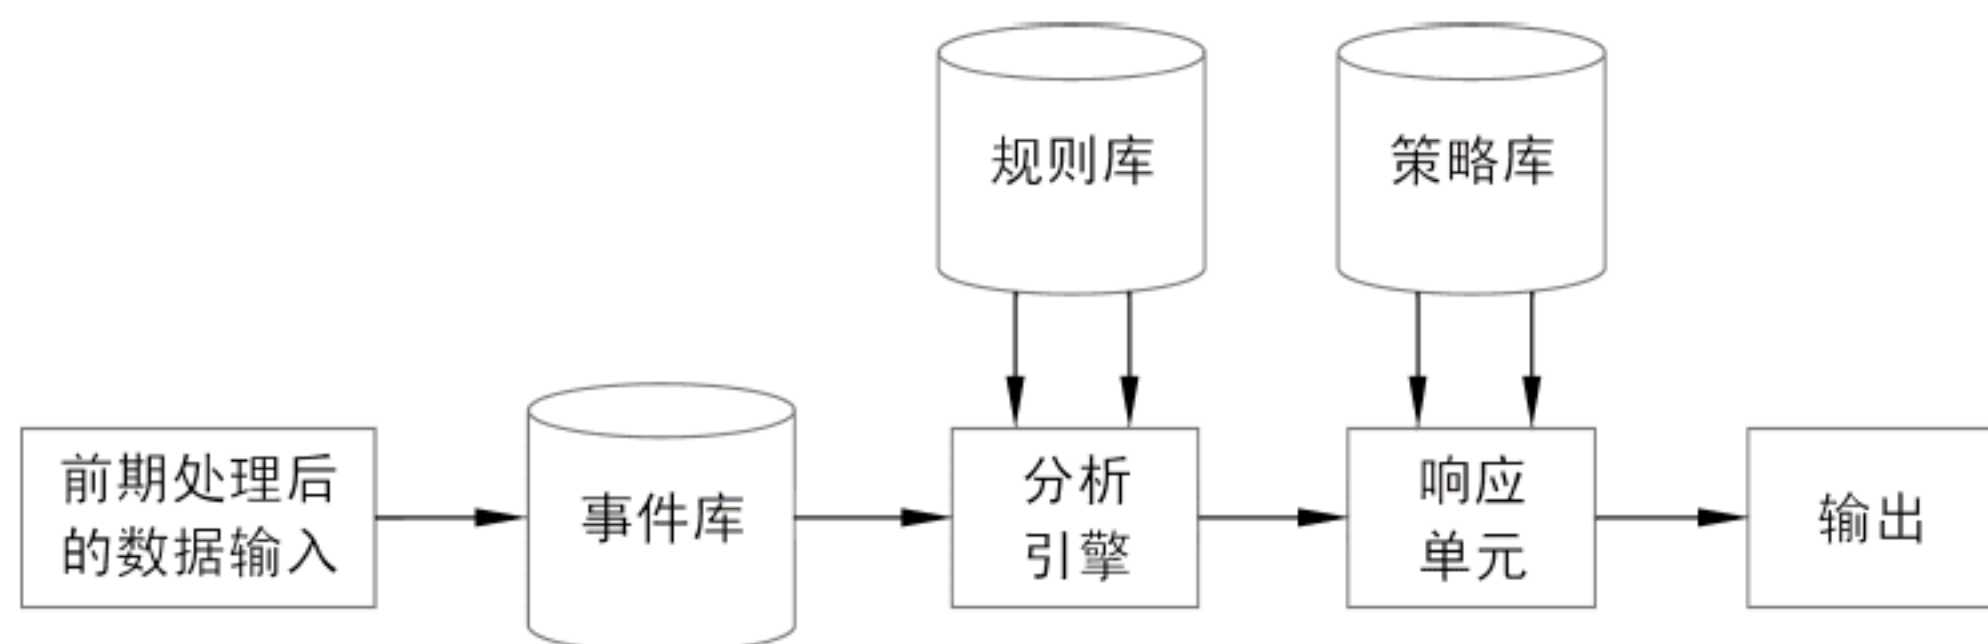 规则库
策略库
前期处理后
的数据输入
事件库
分析
引擎
响应
单元
输出